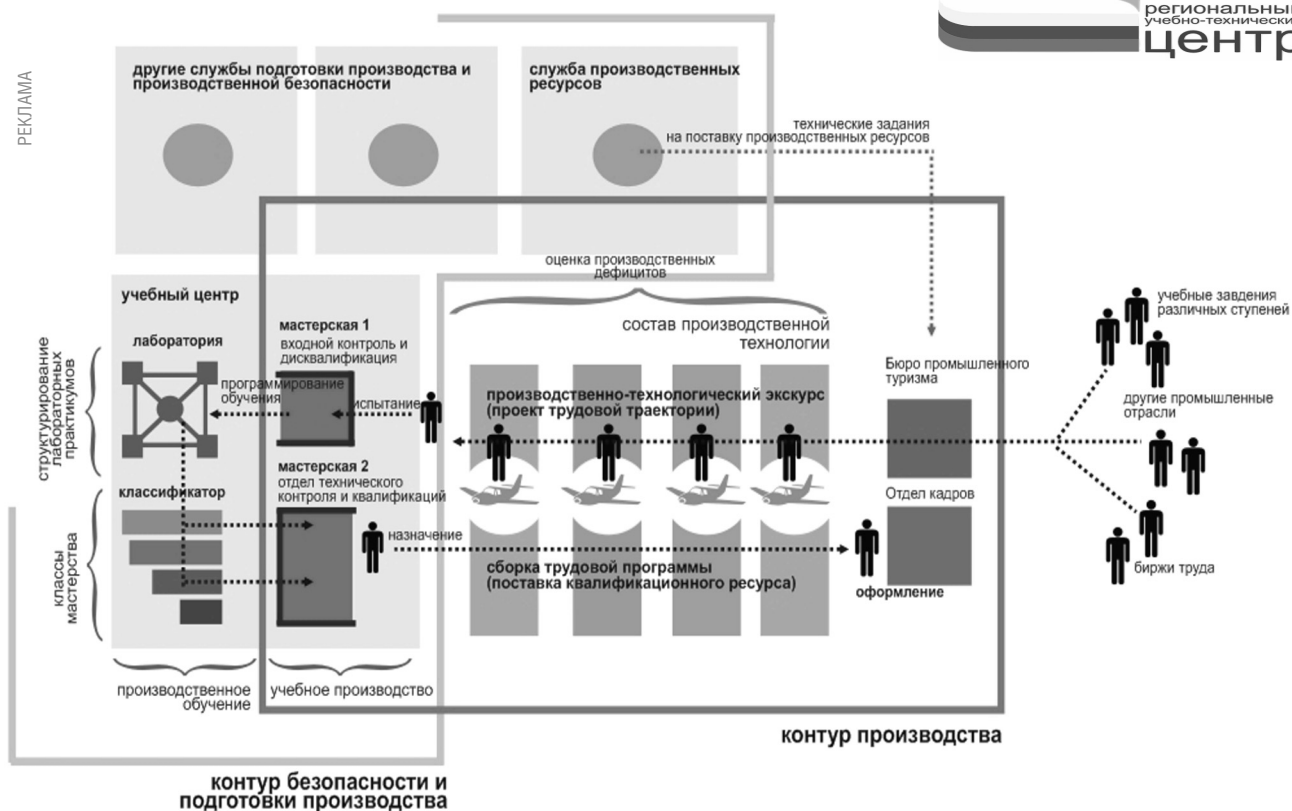 региональный
учебно-технический
центр
РЕКЛАМА
другие службы подготовки производства и
производственной безопасности
служба производственных
ресурсов
технические задания
на поставку производственных ресурсов
оценка производственных
дефицитов
учебный центр
лаборатория
мастерская 1
входной контроль и
дисквалификация
состав производственной
технологии
учебные завдения
различных ступеней
Бюро промышленного
туризма
структурирование
лабораторных
практикумов
программирование
обучения
испытание
производственно-технологический экскурс
(проект трудовой траектории)
другие промышленные
отрасли
мастерская 2
отдел технического
контроля и квалификаций
классификатор
Отдел кадров
классы
мастерства
назначение
сборка трудовой программы
(поставка квалификационного ресурса)
оформление
биржи труда
производственное
обучение
учебное производство
контур производства
контур безопасности и
подготовки производства